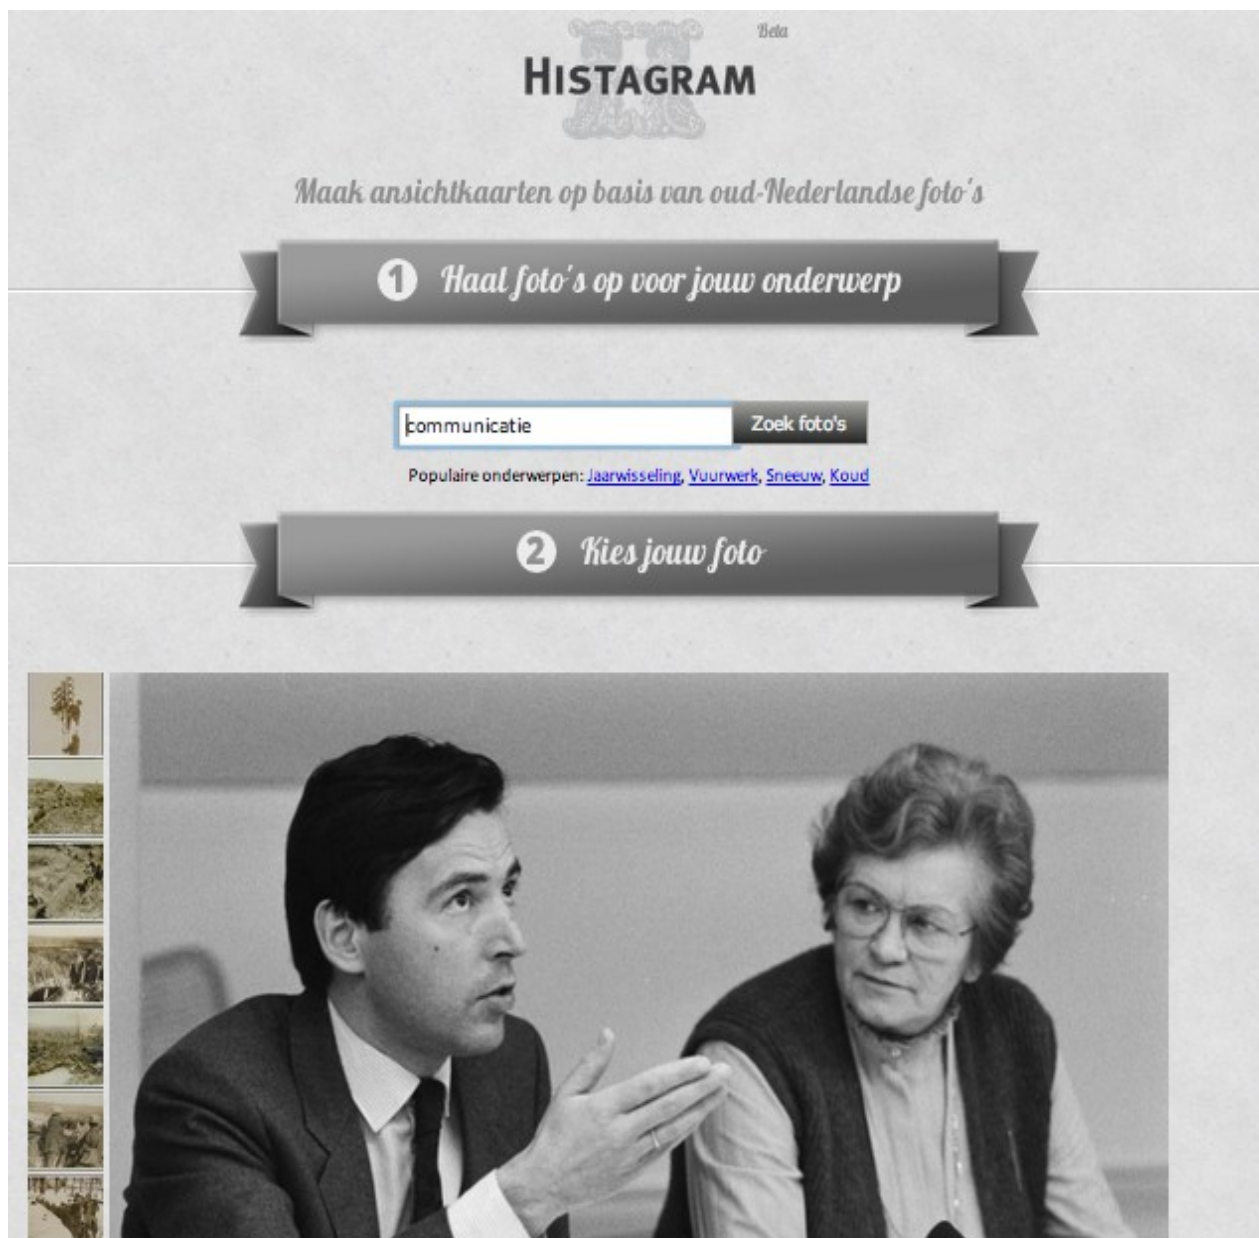 Beta
HISTAGRAM
Maak ansichtkaarten op basis van oud-Nederlandse foto's
1 Haal foto's op voor jouw onderwerp
communicatie Zoek foto's
Populaire onderwerpen: Jaarwisseling, Vuurwerk, Sneeuw, Koud
2 Kies jouw foto